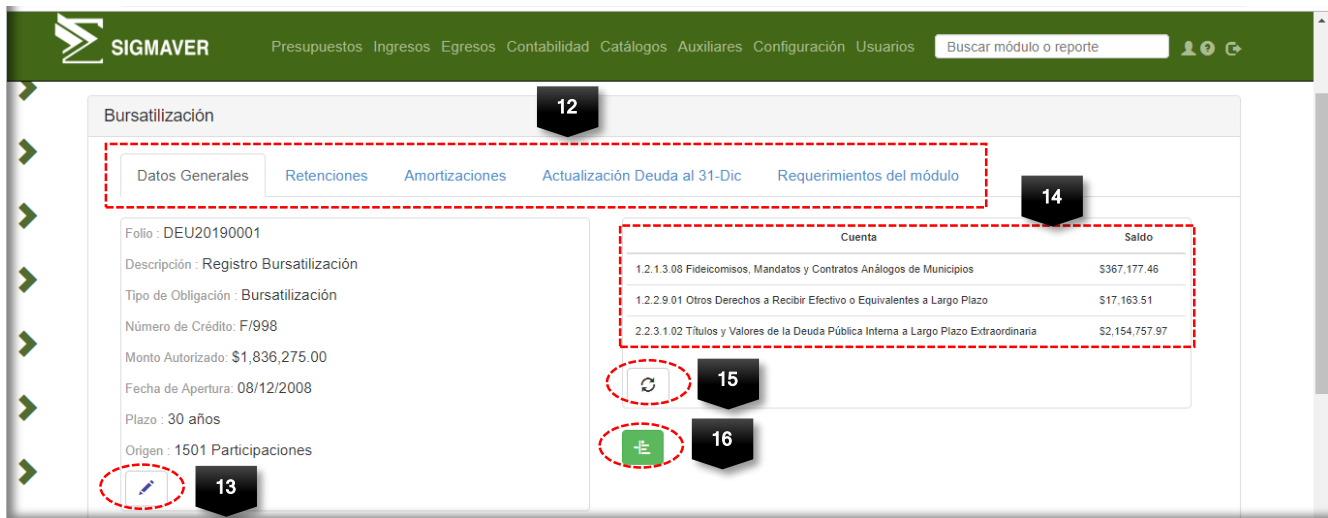 SIGMAVER
Presupuestos Ingresos Egresos Contabilidad Catálogos Auxiliares Configuración Usuarios
Buscar módulo o reporte
Bursatilización
12
Datos Generales Retenciones Amortizaciones Actualización Deuda al 31-Dic Requerimientos del módulo
14
Folio : DEU20190001
Descripción : Registro Bursatilización
Tipo de Obligación : Bursatilización
Número de Crédito: F/998
Monto Autorizado: $1,836,275.00
Fecha de Apertura: 08/12/2008
Plazo : 30 años
Origen : 1501 Participaciones
13
Cuenta Saldo
1.2.1.3.08 Fideicomisos, Mandatos y Contratos Análogos de Municipios $367,177.46
1.2.2.9.01 Otros Derechos a Recibir Efectivo o Equivalentes a Largo Plazo $17,163.51
2.2.3.1.02 Títulos y Valores de la Deuda Pública Interna a Largo Plazo Extraordinaria $2,154,757.97
15
16